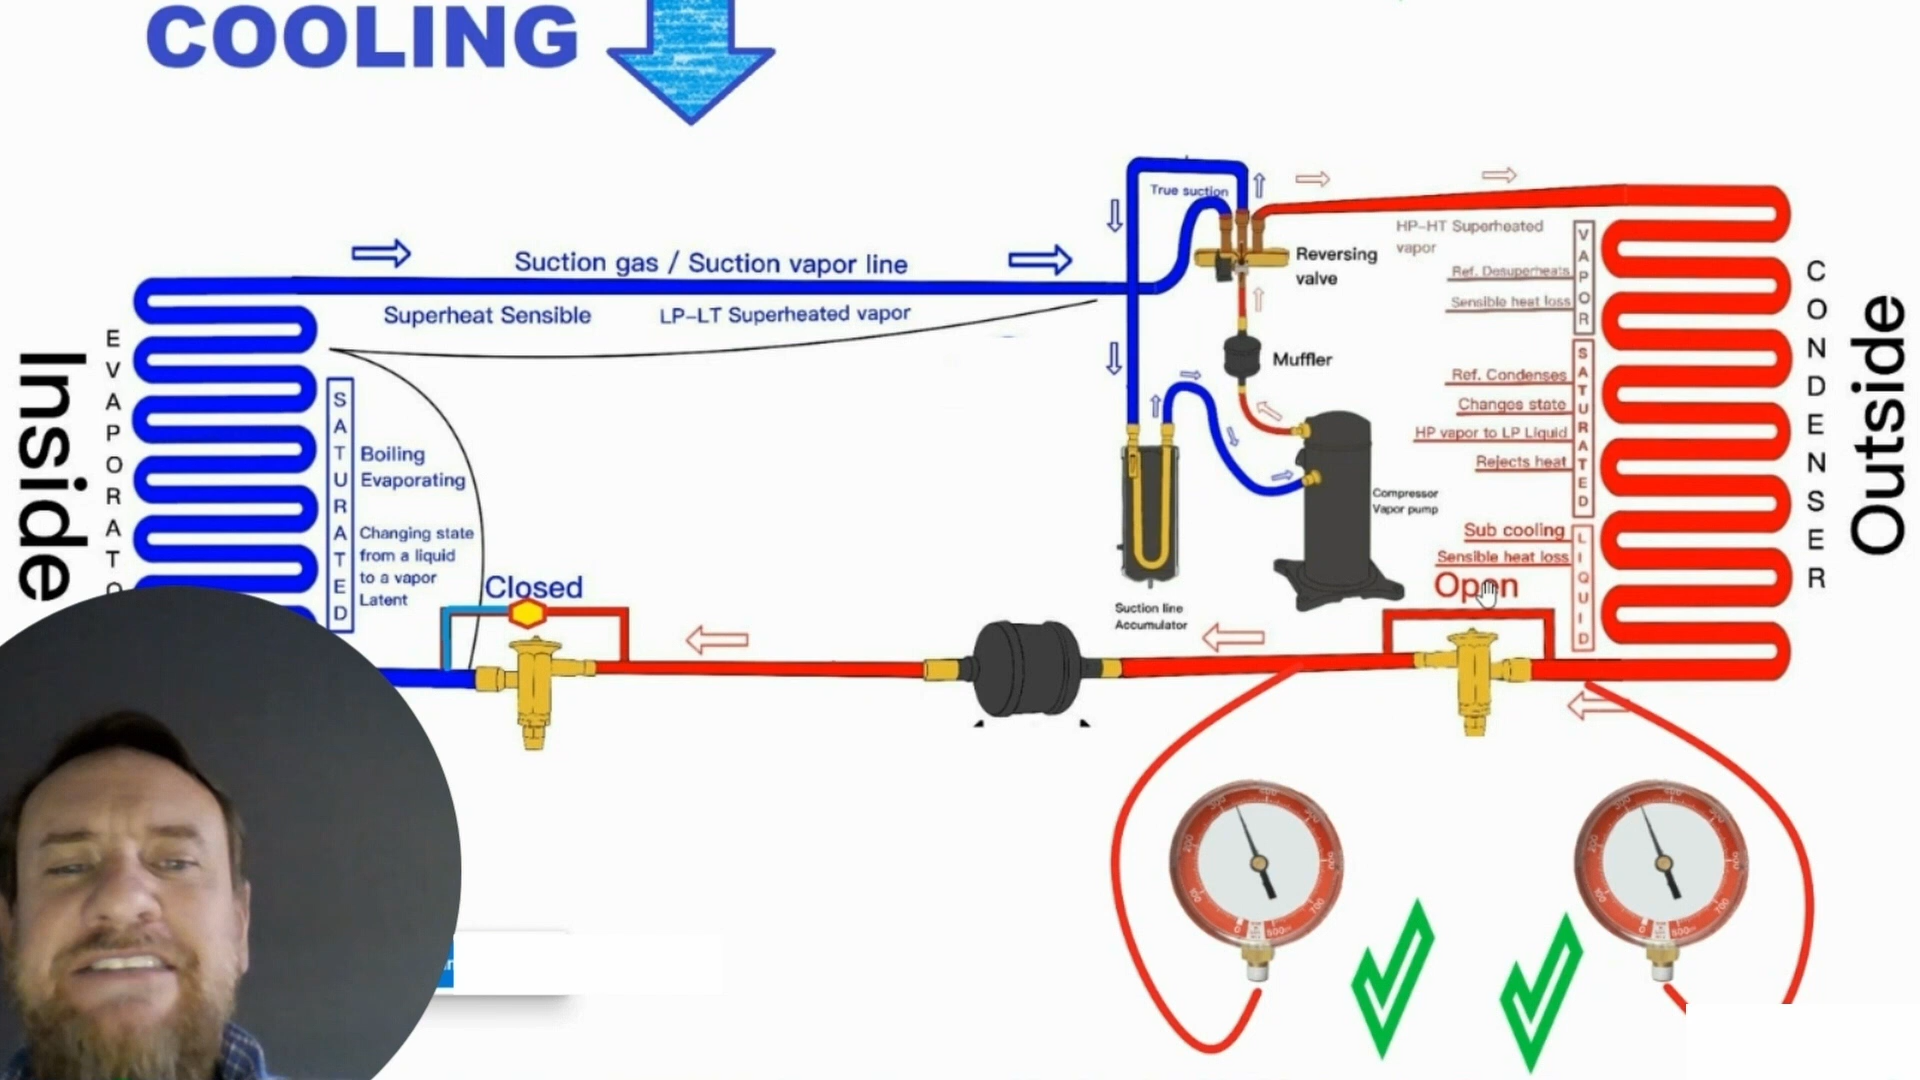 COOLING
True suction
Suction gas / Suction vapor line
Superheat Sensible
LP-LT Superheated vapor
Reversing
valve
HP-HT Superheated
vapor
Ref. Desuperheats
Sensible heat loss
VAPOR
Muffler
Inside
EVAPORATO
SATURATED
Boiling
Evaporating
Changing state
from a liquid
to a vapor
Latent
Ref. Condenses
Changes state
HP vapor to LP Liquid
Rejects heat
SATURATED
CONDENSER
Outside
Compressor
Vapor pump
Sub cooling
Sensible heat loss
LIQUID
Closed
Open
Suction line
Accumulator